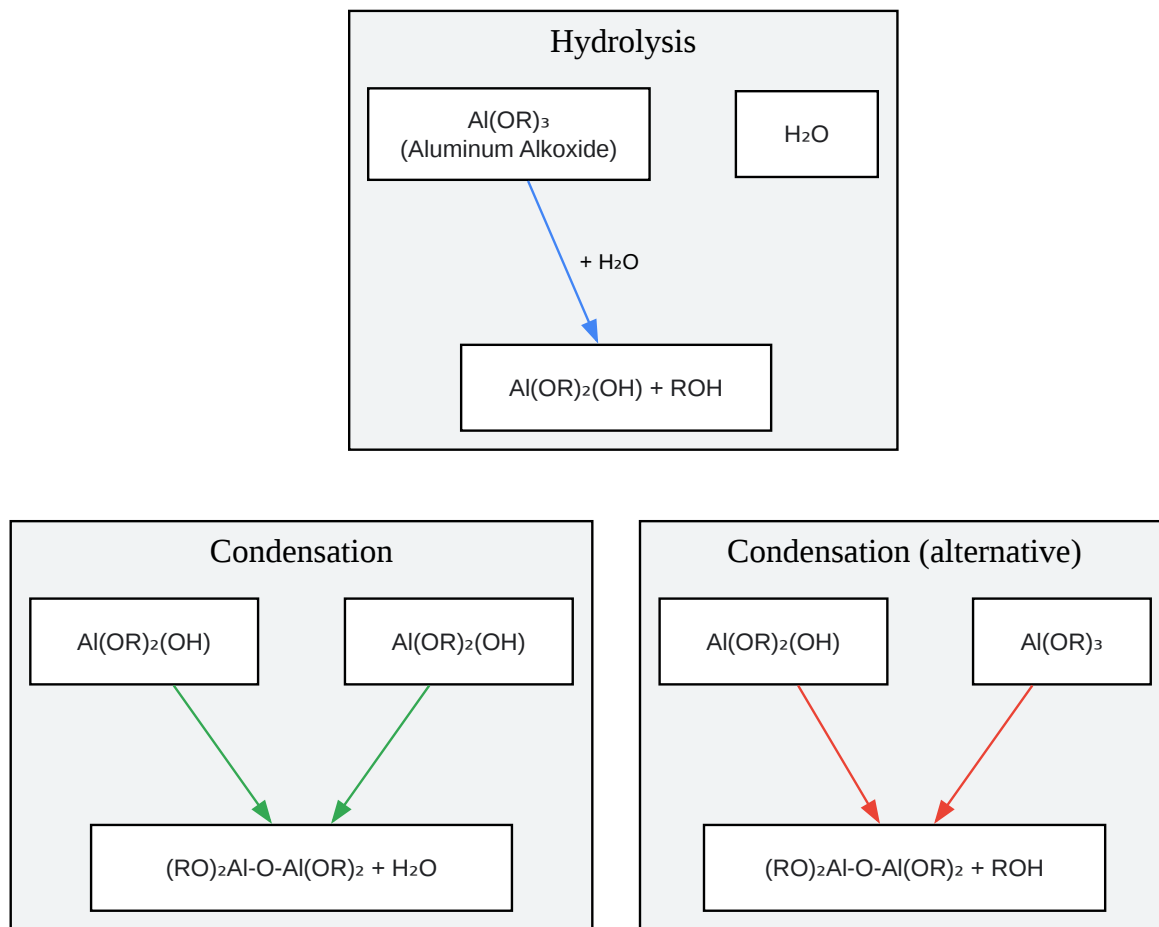 Hydrolysis
Al(OR)₃
(Aluminum Alkoxide)
H₂O
+ H₂O
Al(OR)₂(OH) + ROH
Condensation
Al(OR)₂(OH)
Al(OR)₂(OH)
(RO)₂Al-O-Al(OR)₂ + H₂O
Condensation (alternative)
Al(OR)₂(OH)
Al(OR)₃
(RO)₂Al-O-Al(OR)₂ + ROH